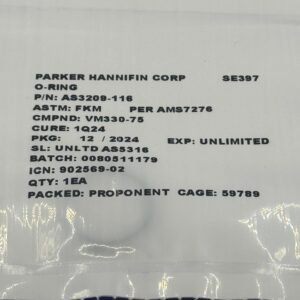 PARKER HANNIFIN CORP SE397
O-RING
P/N: AS3209-116
ASTM: FKM PER AMS7276
CMPND: VM330-75
CURE: 1Q24
PKG: 12 / 2024 EXP: UNLIMITED
SL: UNLTD AS5316
BATCH: 0080511179
ICN: 902569-02
QTY: 1EA
PACKED: PROPONENT CAGE: 59789